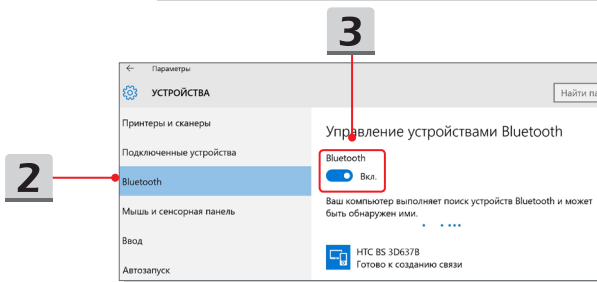 3
← Параметры
УСТРОЙСТВА
Найти па
Принтеры и сканеры
Подключенные устройства
2
Bluetooth
Мышь и сенсорная панель
Ввод
Автозапуск
Управление устройствами Bluetooth
Bluetooth
Вкл.
Ваш компьютер выполняет поиск устройств Bluetooth и может
быть обнаружен ими.
HTC BS 3D637B
Готово к созданию связи